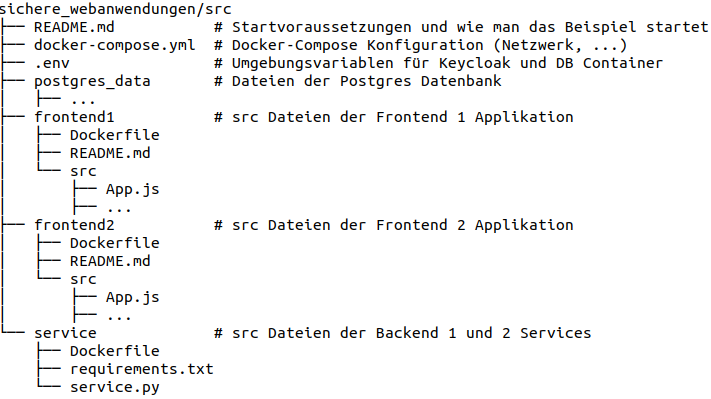 sichere_webanwendungen/src
├── README.md           # Startvoraussetzungen und wie man das Beispiel startet
├── docker-compose.yml  # Docker-Compose Konfiguration (Netzwerk, ...)
├── .env                # Umgebungsvariablen für Keycloak und DB Container
├── postgres_data       # Dateien der Postgres Datenbank
│   ├── ...
├── frontend1           # src Dateien der Frontend 1 Applikation
│   ├── Dockerfile
│   ├── README.md
│   └── src
│       ├── App.js
│       ├── ...
├── frontend2           # src Dateien der Frontend 2 Applikation
│   ├── Dockerfile
│   ├── README.md
│   └── src
│       ├── App.js
│       ├── ...
└── service             # src Dateien der Backend 1 und 2 Services
    ├── Dockerfile
    ├── requirements.txt
    └── service.py